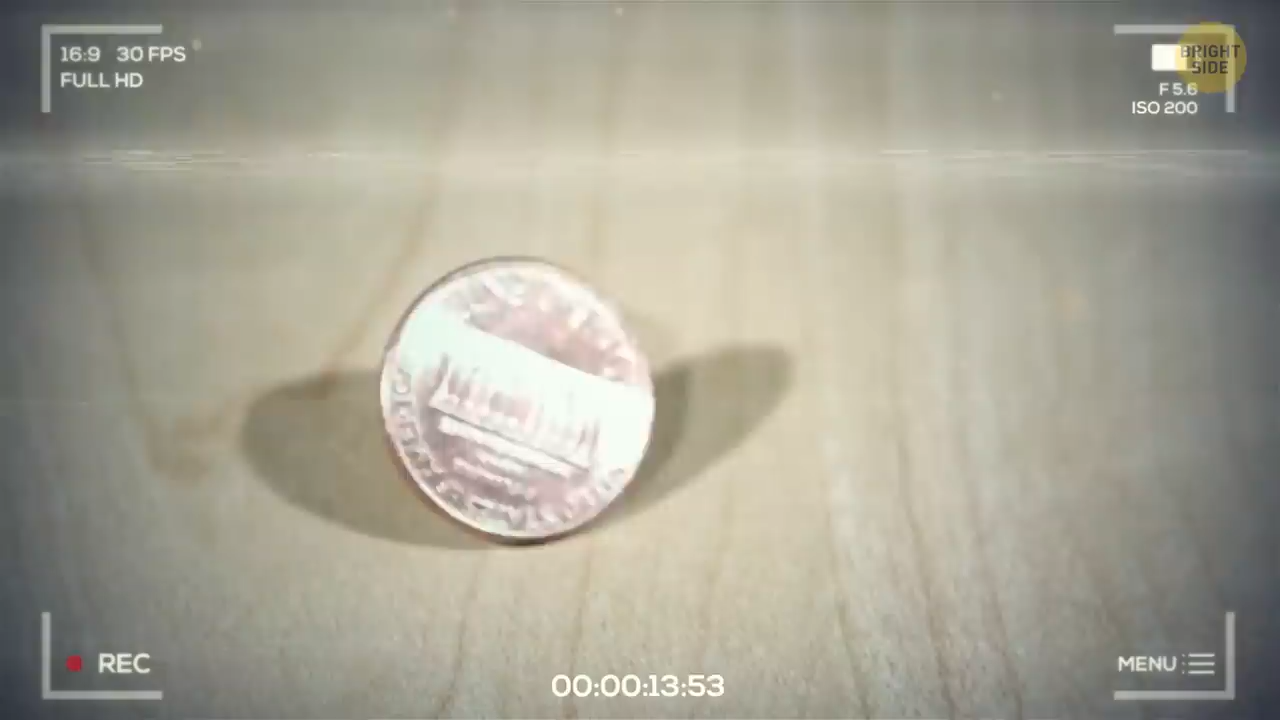 16:9 30 FPS
FULL HD
BRIGHT
SIDE
F 5.6
ISO 200
REC
00:00:13:53
MENU